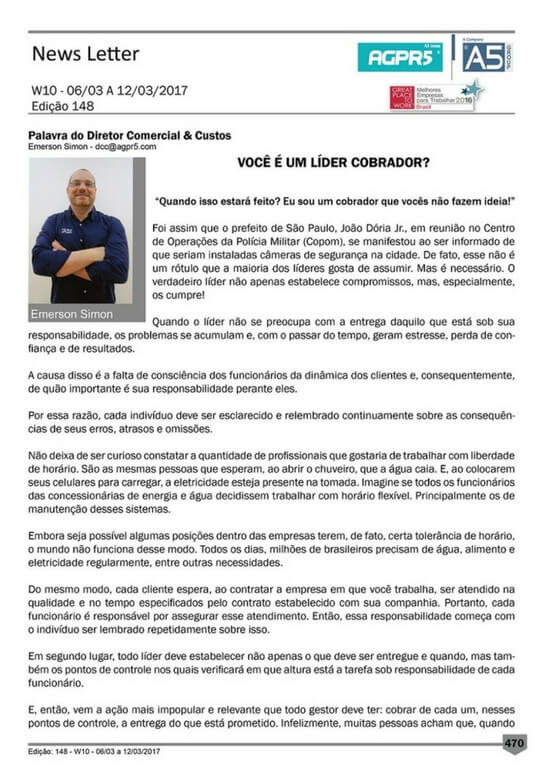 News Letter
W10 - 06/03 A 12/03/2017
Edição 148
AGPR5
A Company
A5
GREAT
PLACE
TO
WORK
Melhores
Empresas
para Trabalhar 2016
Brasil
Palavra do Diretor Comercial & Custos
Emerson Simon - dcc@agpr5.com
VOCÊ É UM LÍDER COBRADOR?
Emerson Simon
“Quando isso estará feito? Eu sou um cobrador que vocês não fazem ideia!”
Foi assim que o prefeito de São Paulo, João Dória Jr., em reunião no Centro
de Operações da Polícia Militar (Copom), se manifestou ao ser informado de
que seriam instaladas câmeras de segurança na cidade. De fato, esse não é
um rótulo que a maioria dos líderes gosta de assumir. Mas é necessário. O
verdadeiro líder não apenas estabelece compromissos, mas, especialmente,
os cumpre!
Quando o líder não se preocupa com a entrega daquilo que está sob sua
responsabilidade, os problemas se acumulam e, com o passar do tempo, geram estresse, perda de con-
fiança e de resultados.
A causa disso é a falta de consciência dos funcionários da dinâmica dos clientes e, consequentemente,
de quão importante é sua responsabilidade perante eles.
Por essa razão, cada indivíduo deve ser esclarecido e relembrado continuamente sobre as consequên-
cias de seus erros, atrasos e omissões.
Não deixa de ser curioso constatar a quantidade de profissionais que gostaria de trabalhar com liberdade
de horário. São as mesmas pessoas que esperam, ao abrir o chuveiro, que a água caia. E, ao colocarem
seus celulares para carregar, a eletricidade esteja presente na tomada. Imagine se todos os funcionários
das concessionárias de energia e água decidissem trabalhar com horário flexível. Principalmente os de
manutenção desses sistemas.
Embora seja possível algumas posições dentro das empresas terem, de fato, certa tolerância de horário,
o mundo não funciona desse modo. Todos os dias, milhões de brasileiros precisam de água, alimento e
eletricidade regularmente, entre outras necesidades.
Do mesmo modo, cada cliente espera, ao contratar a empresa em que você trabalha, ser atendido na
qualidade e no tempo especificados pelo contrato estabelecido com sua companhia. Portanto, cada
funcionário é responsável por assegurar esse atendimento. Então, essa responsabilidade começa com
o indivíduo ser lembrado repetidamente sobre isso.
Em segundo lugar, todo líder deve estabelecer não apenas o que deve ser entregue e quando, mas tam-
bém os pontos de controle nos quais verificará em que altura está a tarefa sob responsabilidade de cada
funcionário.
E, então, vem a ação mais impopular e relevante que todo gestor deve ter: cobrar de cada um, nesses
pontos de controle, a entrega do que está prometido. Infelizmente, muitas pessoas acham que, quando
470
Edição: 148 - W10 - 06/03 a 12/03/2017